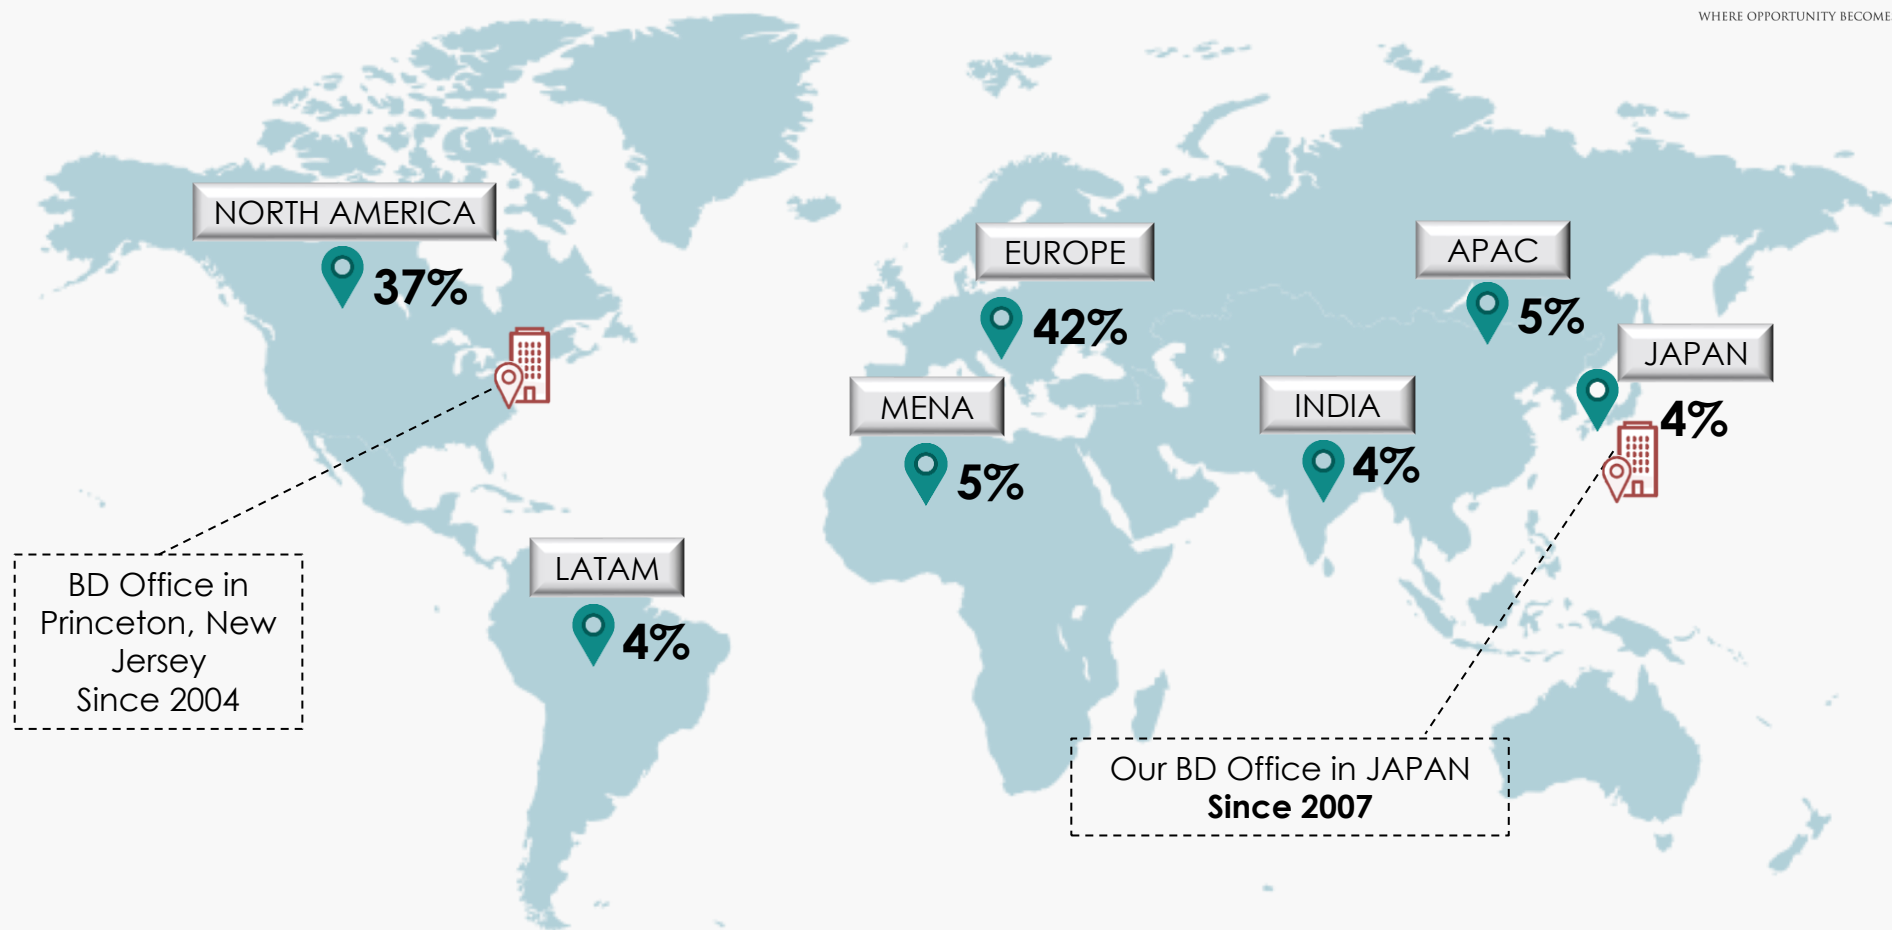 WHERE OPPORTUNITY BECOME
NORTH AMERICA
37%
EUROPE
42%
APAC
5%
JAPAN
4%
MENA
5%
INDIA
4%
LATAM
4%
BD Office in
Princeton, New
Jersey
Since 2004
Our BD Office in JAPAN
Since 2007